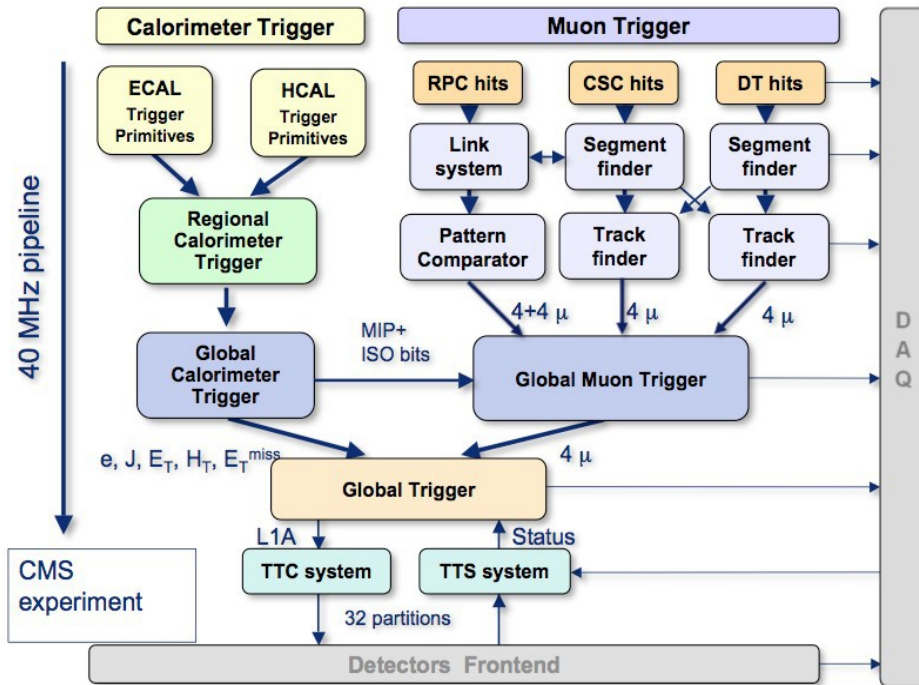 Calorimeter Trigger
Muon Trigger
ECAL
Trigger
Primitives
HCAL
Trigger
Primitives
RPC hits
CSC hits
DT hits
Link
system
Segment
finder
Segment
finder
40 MHz pipeline
Regional
Calorimeter
Trigger
Pattern
Comparator
Track
finder
Track
finder
4+4 μ
4 μ
4 μ
D
A
Q
MIP+
ISO bits
Global
Calorimeter
Trigger
Global Muon Trigger
e, J, E_T, H_T, E_T^miss
4 μ
Global Trigger
L1A
Status
CMS
experiment
TTC system
TTS system
32 partitions
Detectors Frontend